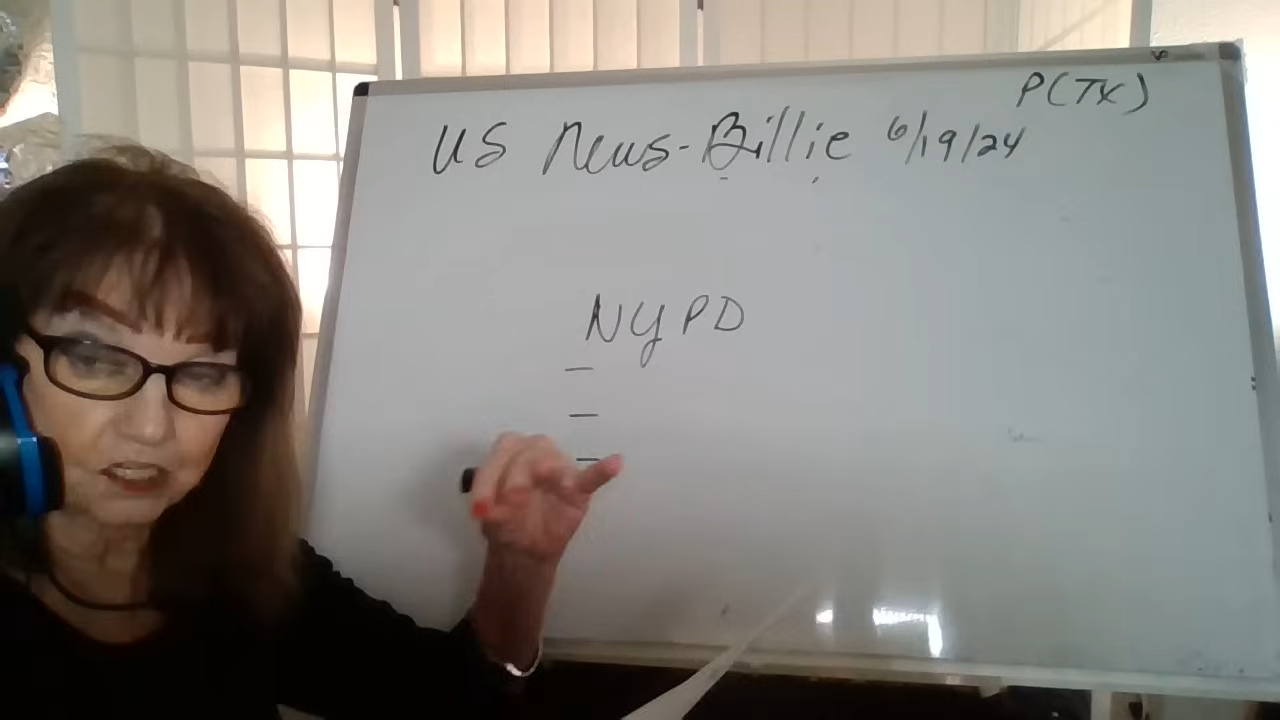 P(TX)
US News-Billie 6/19/24
NYPD
—
—
—